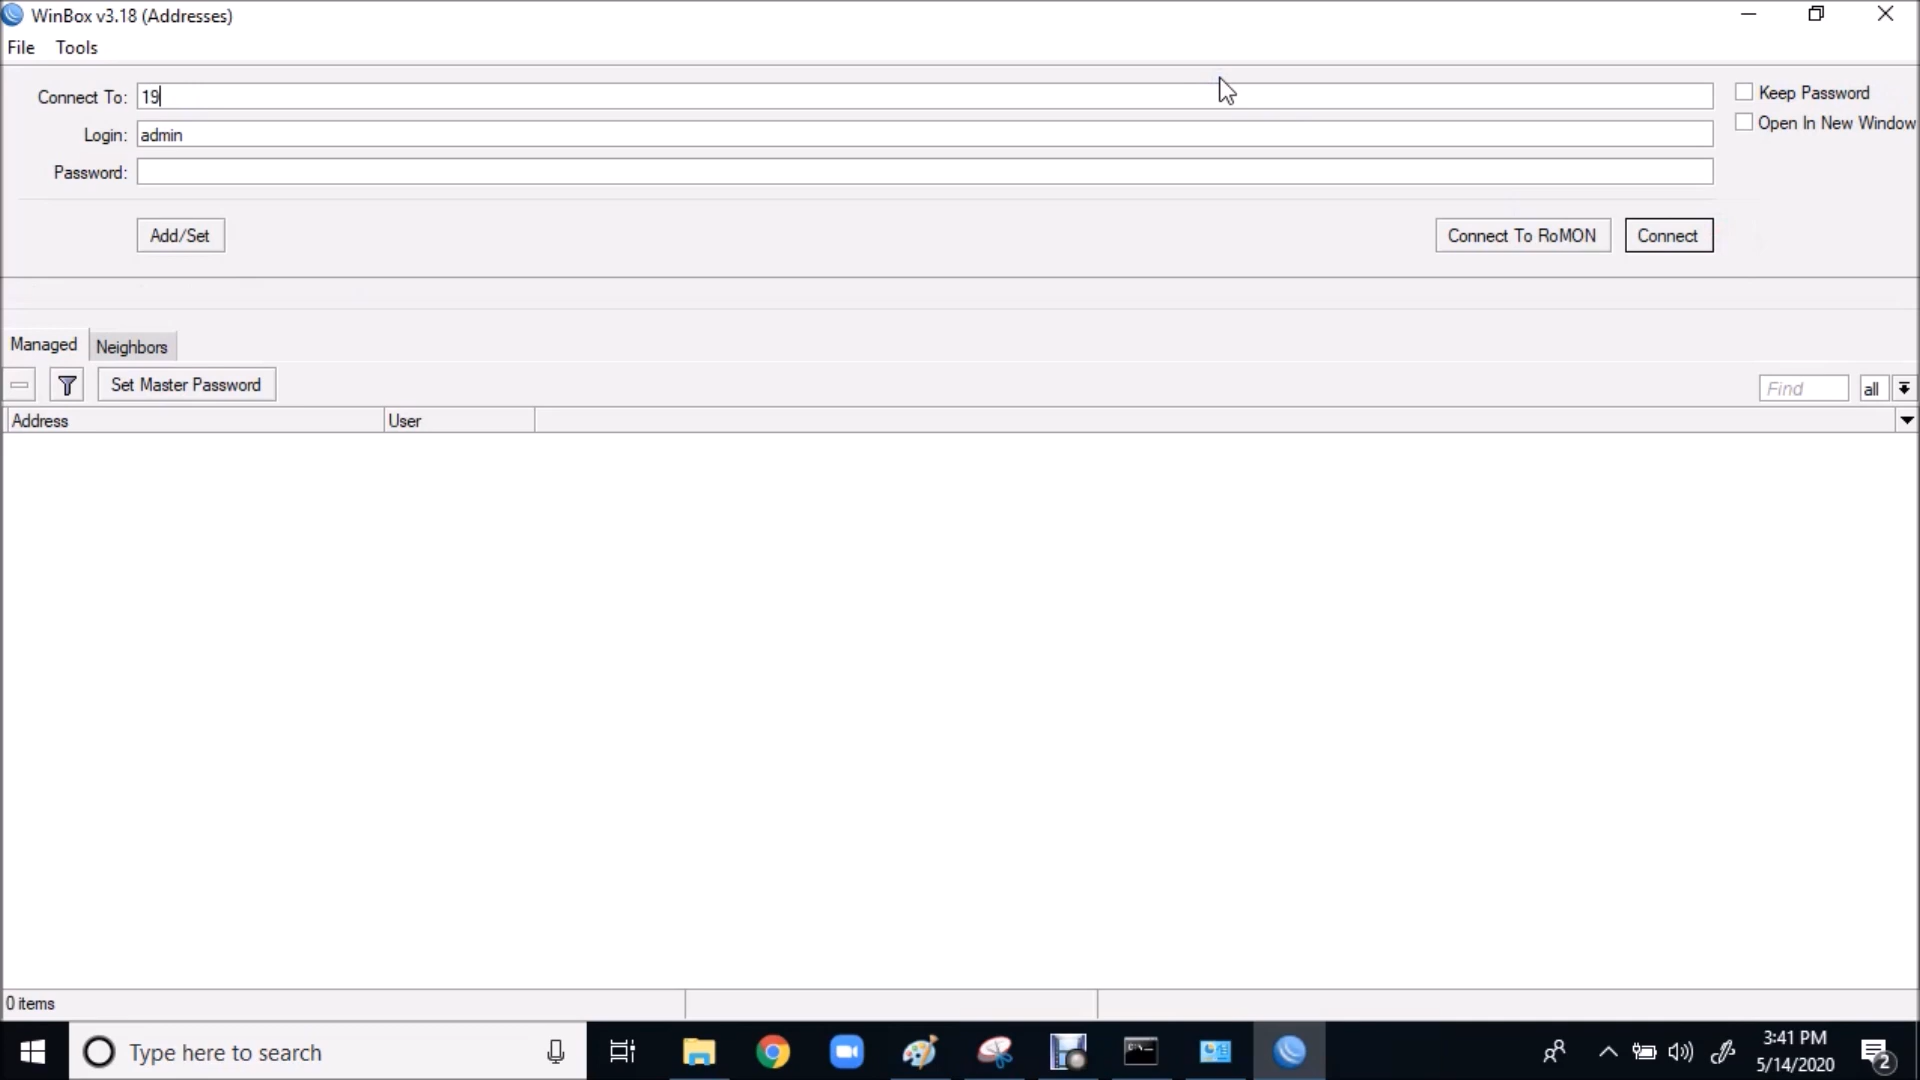 WinBox v3.18 (Addresses)
File Tools
Connect To: 19
Keep Password
Login: admin
Open In New Window
Password:
Add/Set
Connect To RoMON
Connect
Managed
Neighbors
Set Master Password
Find
all
Address
User
0 items
Type here to search
3:41 PM
5/14/2020
2